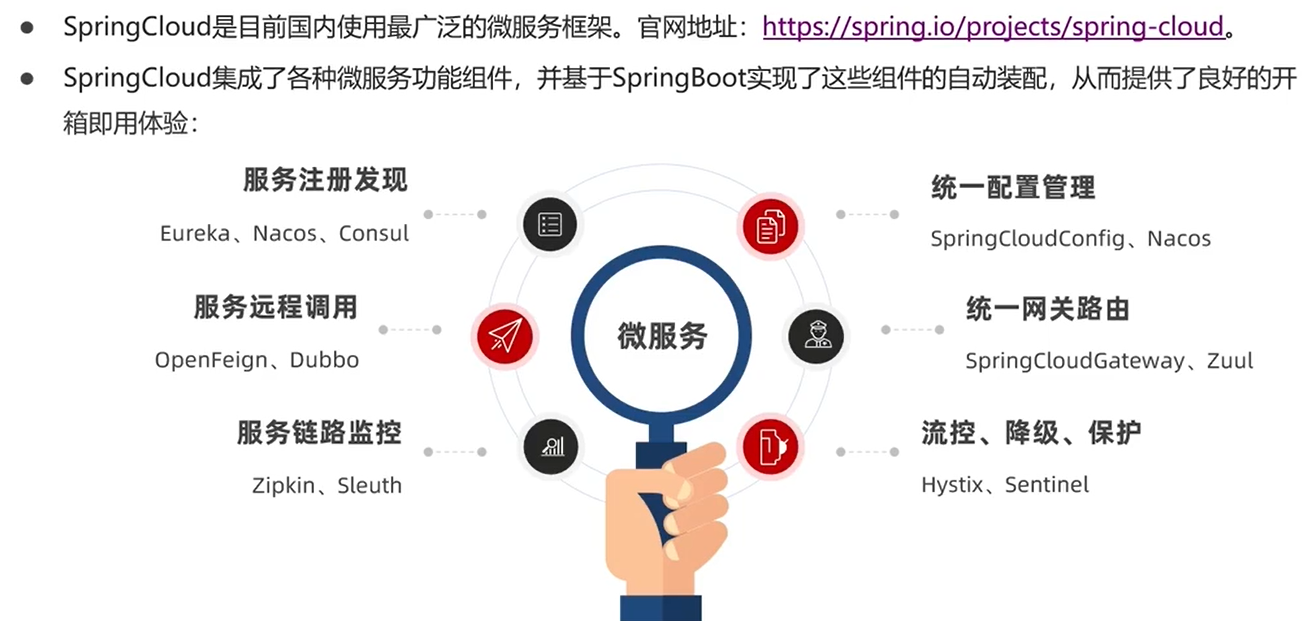 ● SpringCloud是目前国内使用最广泛的微服务框架。官网地址：https://spring.io/projects/spring-cloud。
● SpringCloud集成了各种微服务功能组件，并基于SpringBoot实现了这些组件的自动装配，从而提供了良好的开
箱即用体验：
服务注册发现
Eureka、Nacos、Consul
服务远程调用
OpenFeign、Dubbo
服务链路监控
Zipkin、Sleuth
微服务
统一配置管理
SpringCloudConfig、Nacos
统一网关路由
SpringCloudGateway、Zuul
流控、降级、保护
Hystix、Sentinel